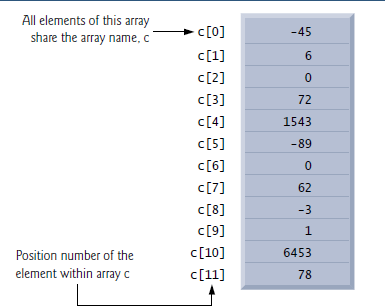 All elements of this array
share the array name, c
c[0] -45
c[1] 6
c[2] 0
c[3] 72
c[4] 1543
c[5] -89
c[6] 0
c[7] 62
c[8] -3
c[9] 1
c[10] 6453
c[11] 78
Position number of the
element within array c